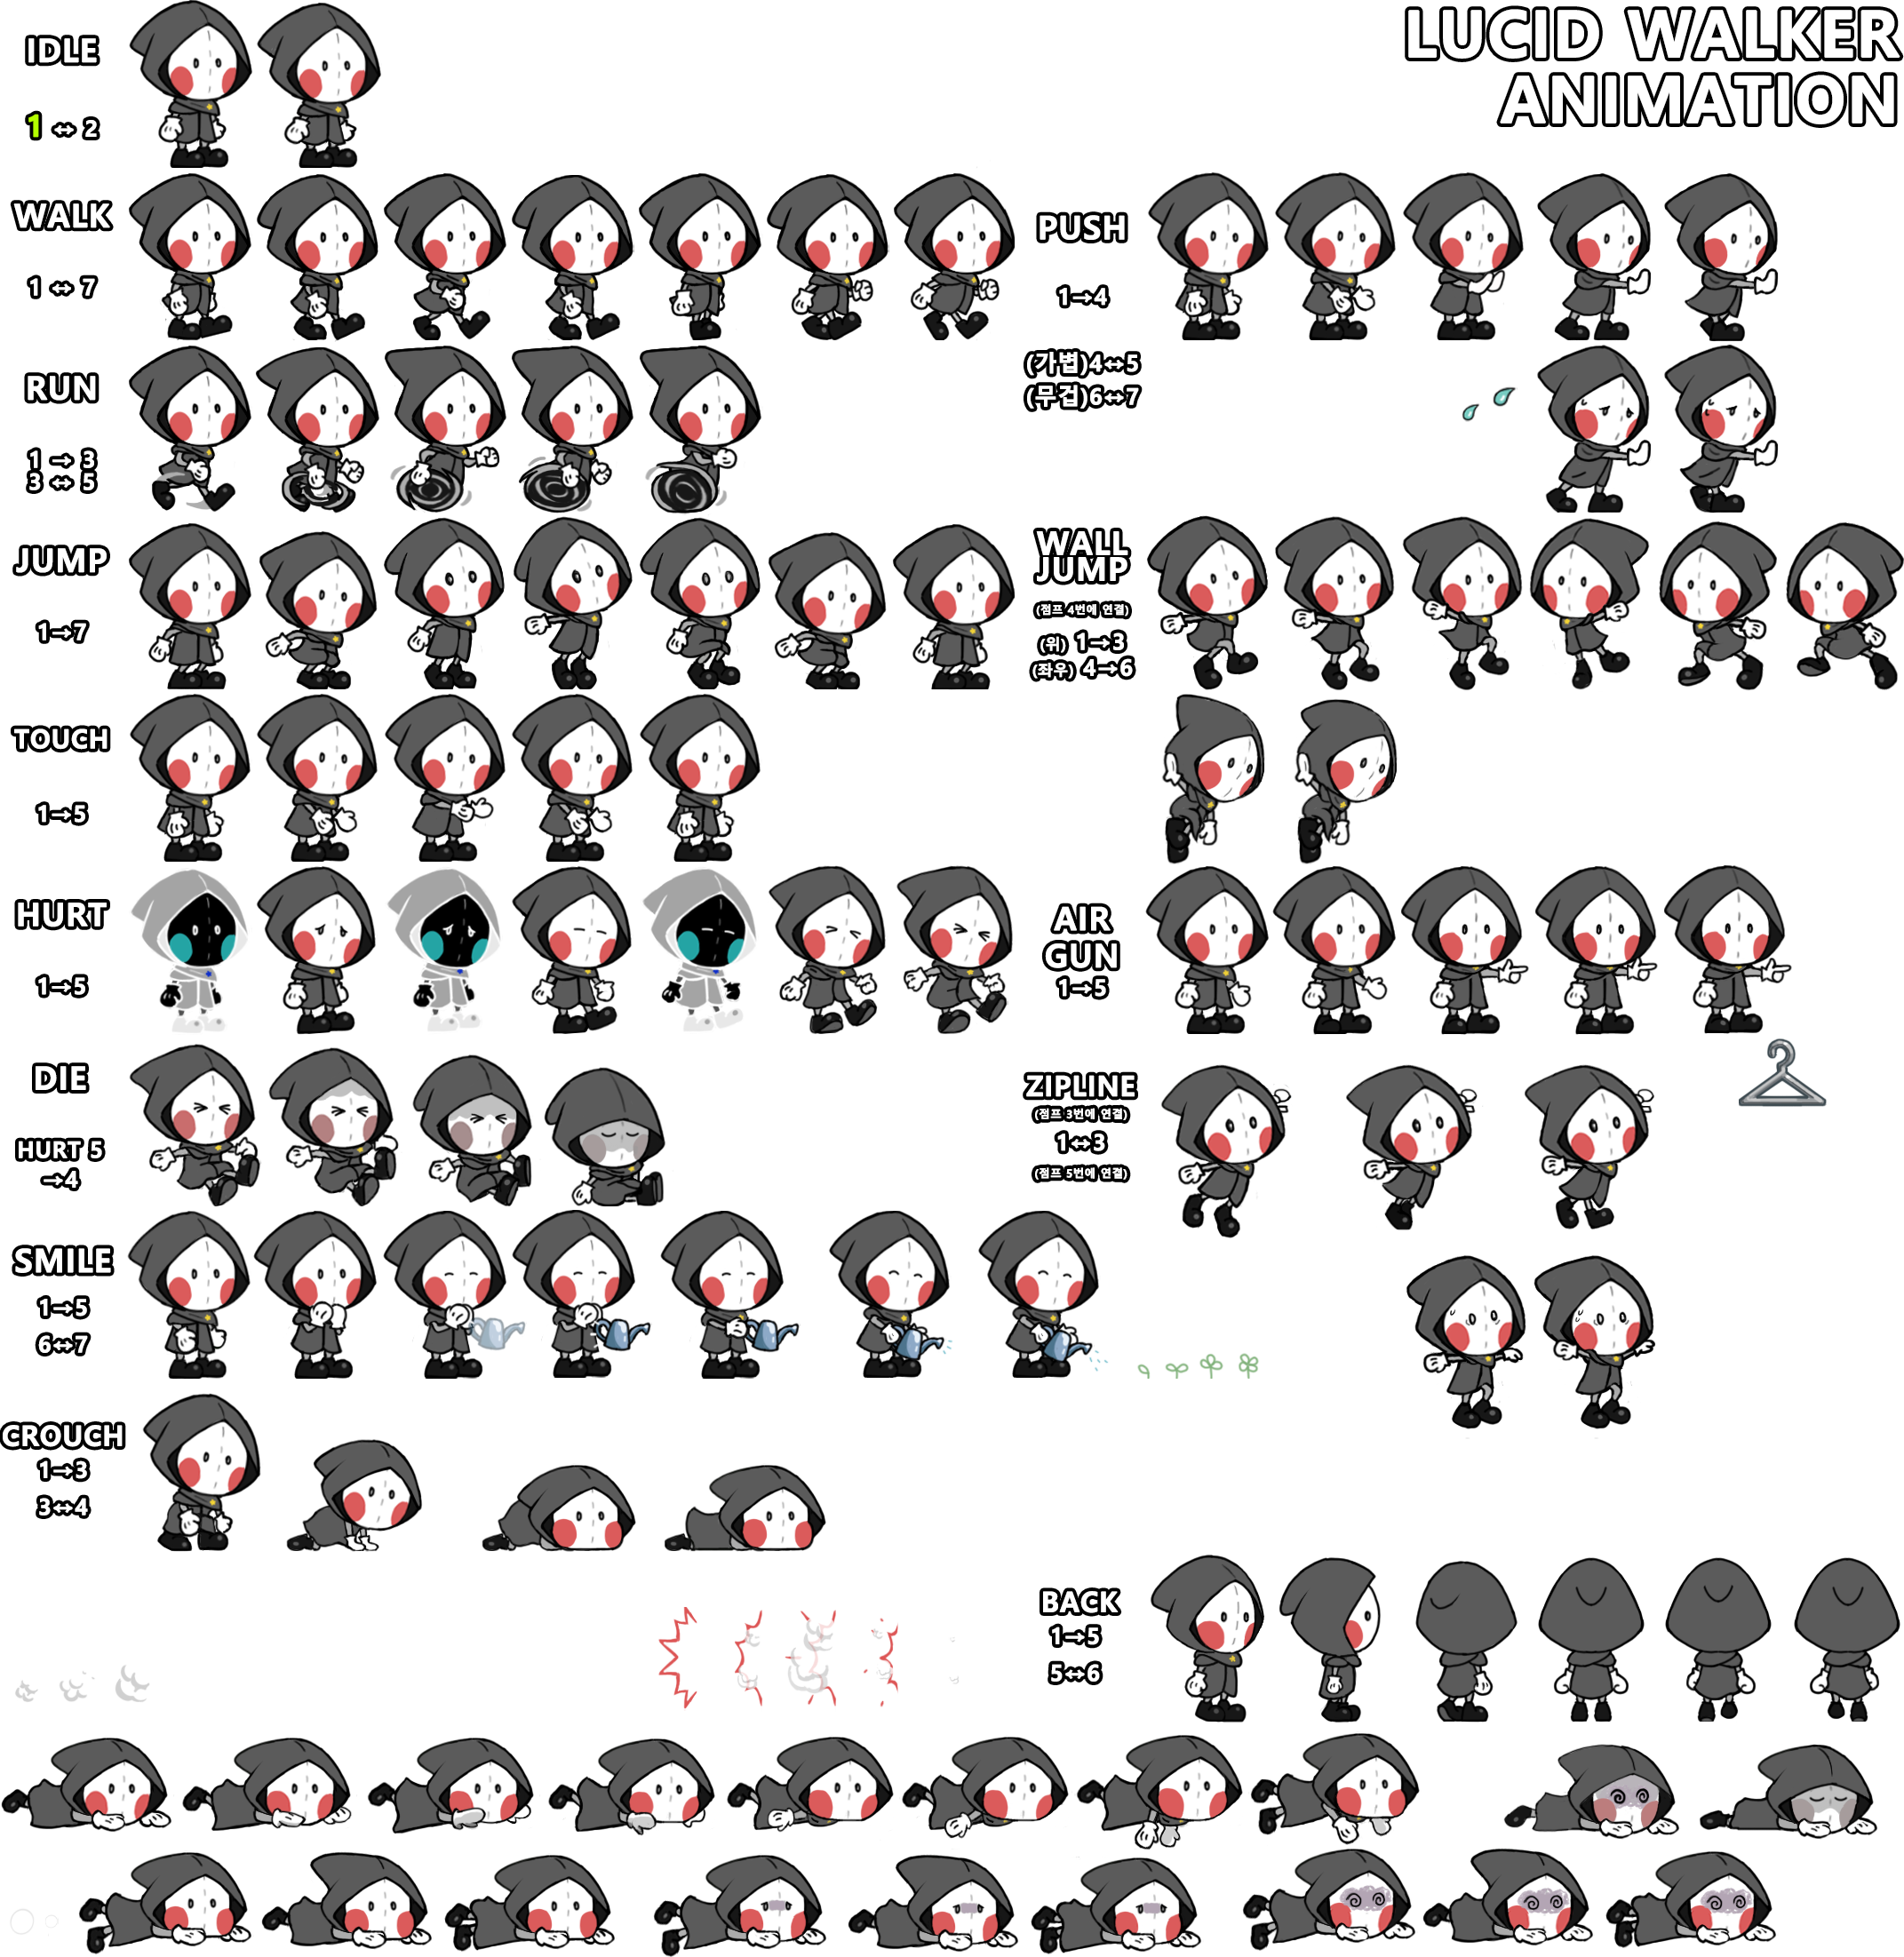 LUCID WALKER
ANIMATION
IDLE
1 ↔ 2
WALK
1 ↔ 7
PUSH
1→4
(가볍)4↔5
(무겁)6↔7
RUN
1 → 3
3 ↔ 5
JUMP
1→7
WALL
JUMP
(점프 4번에 연결)
(위) 1→3
(좌우) 4→6
TOUCH
1→5
HURT
1→5
AIR
GUN
1→5
DIE
HURT 5
→4
ZIPLINE
(점프 3번에 연결)
1↔3
(점프 5번에 연결)
SMILE
1→5
6↔7
CROUCH
1→3
3↔4
BACK
1→5
5↔6